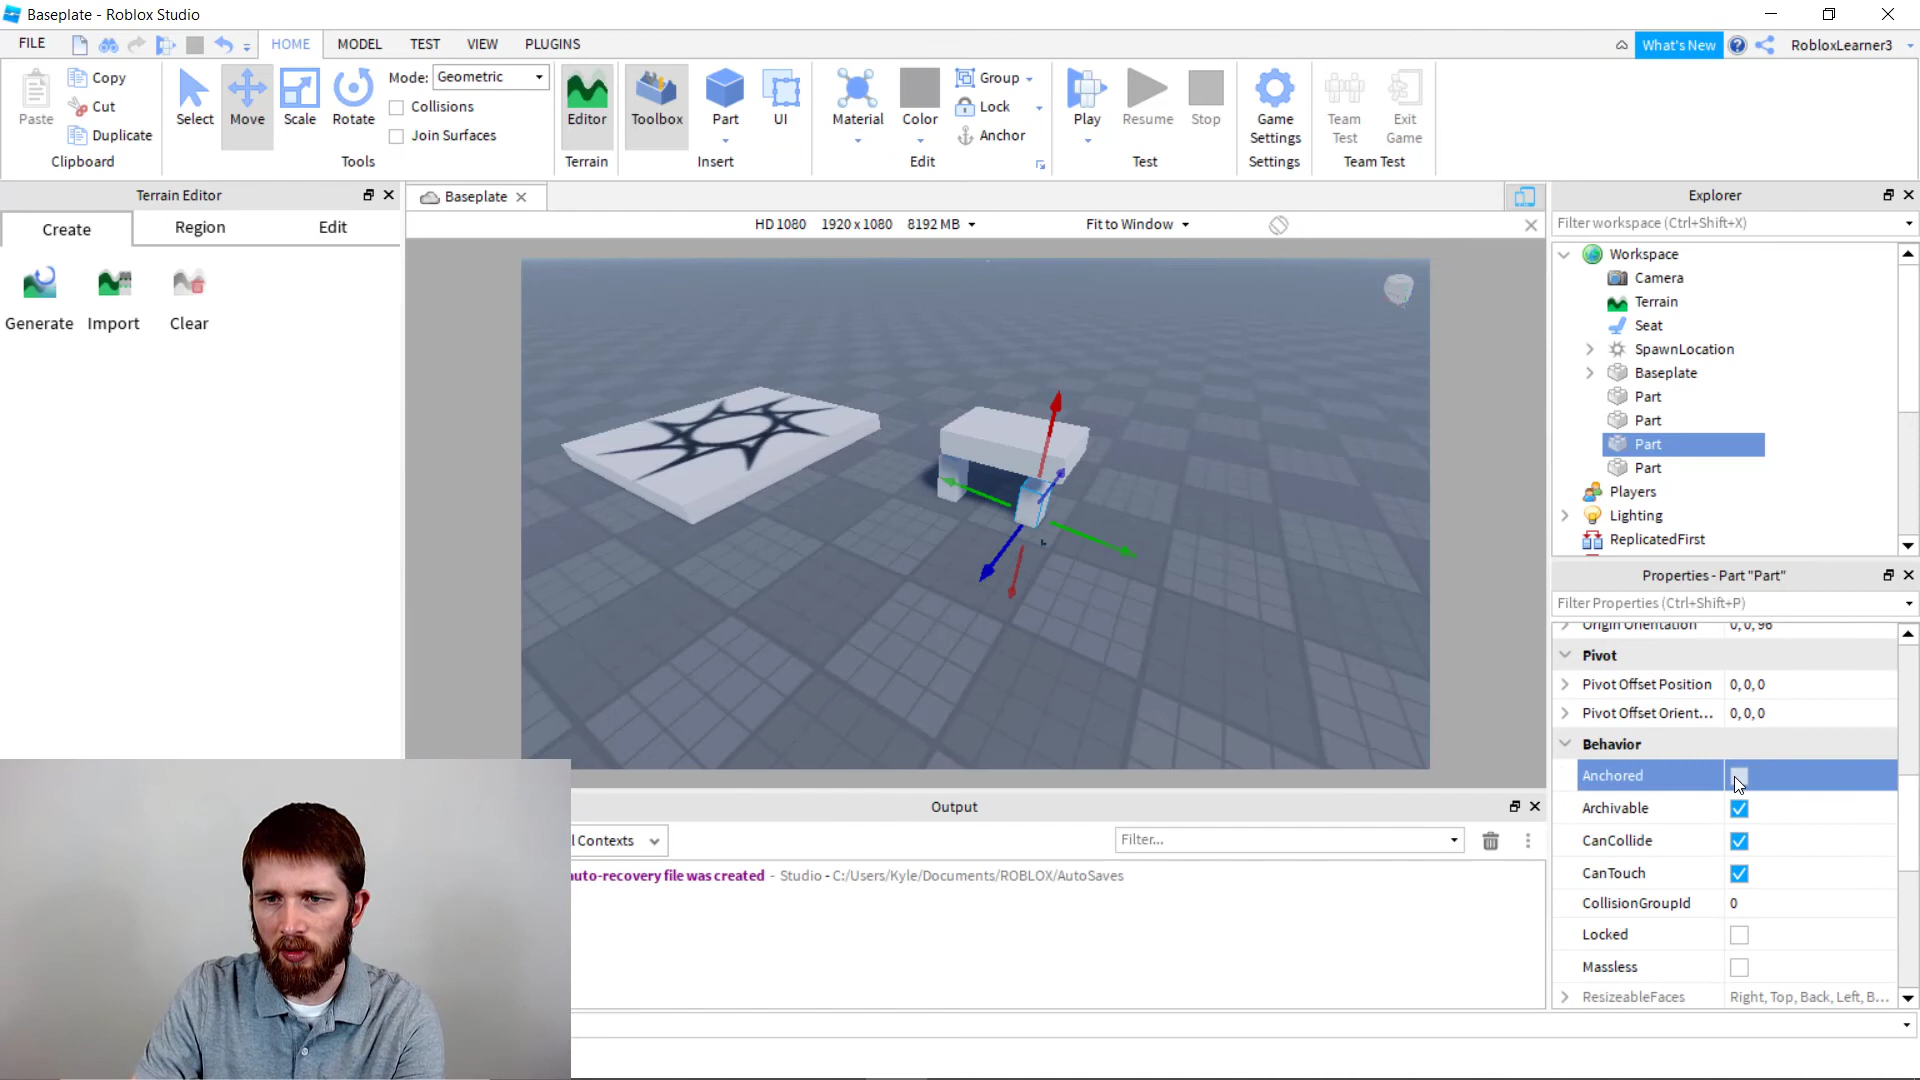 Baseplate - Roblox Studio
FILE HOME MODEL TEST VIEW PLUGINS What's New RobloxLearner3
Paste Copy Cut Duplicate Clipboard
Select Move Scale Rotate Mode: Geometric Collisions Join Surfaces Tools
Editor Terrain
Toolbox Part UI Insert
Material Color Group Lock Anchor Edit
Play Resume Stop Test
Game Settings Settings
Team Test Exit Game Team Test
Terrain Editor
Create Region Edit
Generate Import Clear
Baseplate
HD 1080 1920 x 1080 8192 MB Fit to Window
Explorer
Filter workspace (Ctrl+Shift+X)
Workspace
Camera
Terrain
Seat
SpawnLocation
Baseplate
Part
Part
Part
Part
Players
Lighting
ReplicatedFirst
Properties - Part "Part"
Filter Properties (Ctrl+Shift+P)
Origin Orientation 0, 0, 96
Pivot
Pivot Offset Position 0, 0, 0
Pivot Offset Orient... 0, 0, 0
Behavior
Anchored
Archivable
CanCollide
CanTouch
CollisionGroupId 0
Locked
Massless
ResizeableFaces Right, Top, Back, Left, B...
Output
l Contexts Filter...
auto-recovery file was created - Studio - C:/Users/Kyle/Documents/ROBLOX/AutoSaves